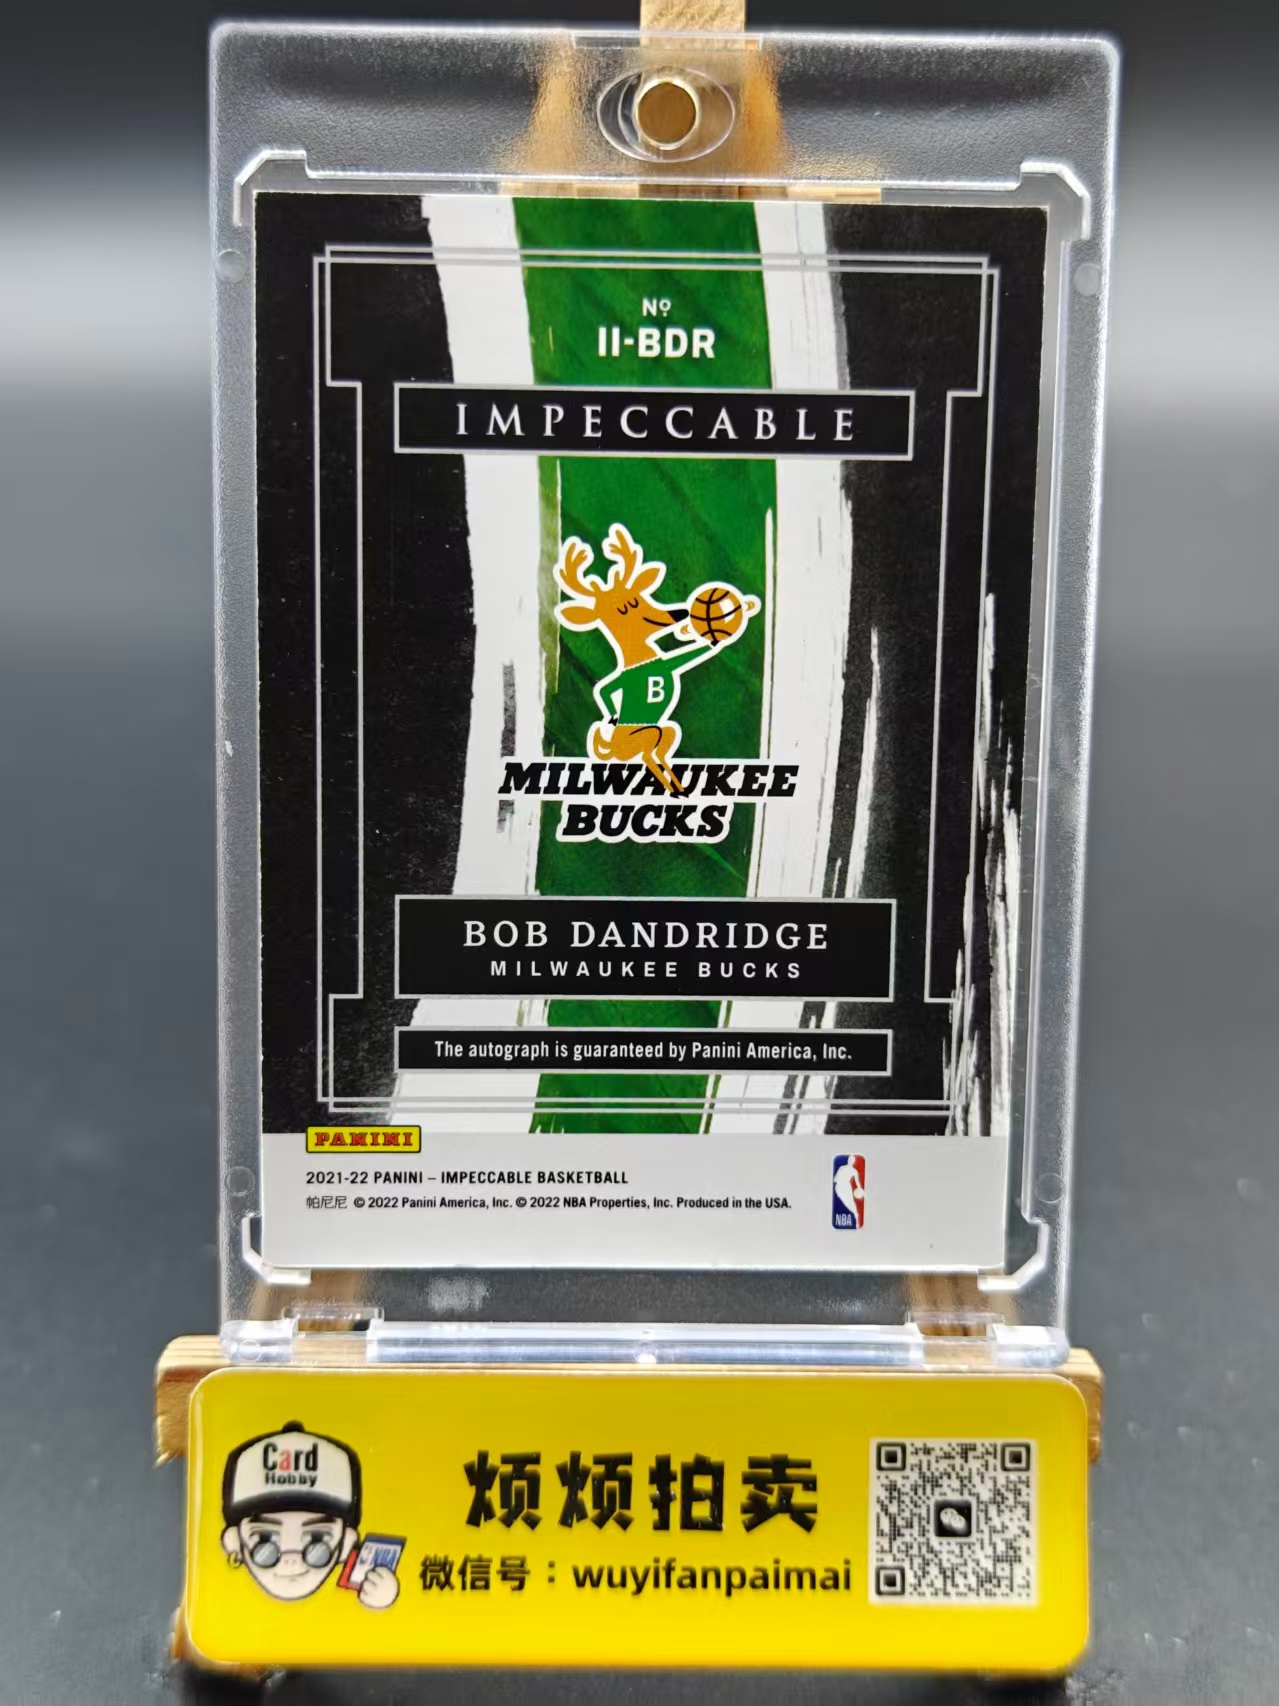 Nº
II-BDR
IMPECCABLE
B
MILWAUKEE
BUCKS
BOB DANDRIDGE
MILWAUKEE BUCKS
The autograph is guaranteed by Panini America, Inc.
PANINI
2021-22 PANINI – IMPECCABLE BASKETBALL
帕尼尼 © 2022 Panini America, Inc. © 2022 NBA Properties, Inc. Produced in the USA.
NBA
Card
Hobby
NBA
烦烦拍卖
微信号：wuyifanpaimai